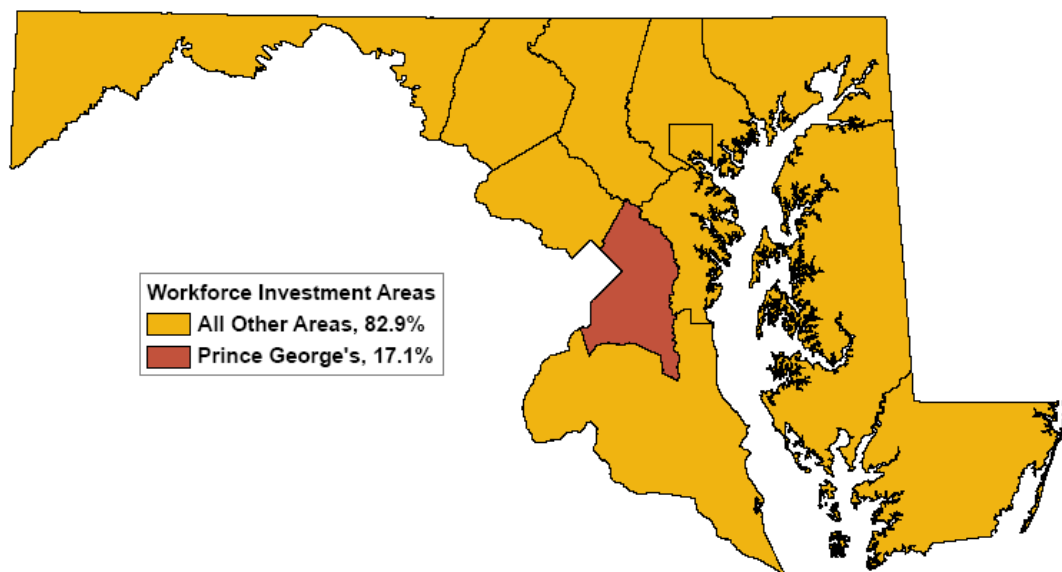 Workforce Investment Areas
All Other Areas, 82.9%
Prince George's, 17.1%